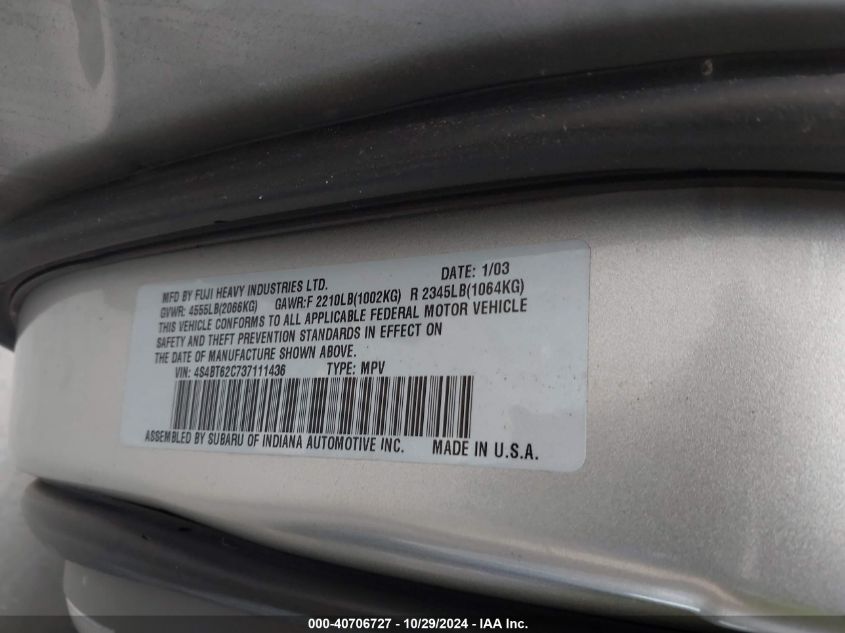 MFD BY FUJI HEAVY INDUSTRIES LTD. DATE: 1/03
GVWR: 4555LB(2066KG) GAWR:F 2210LB(1002KG) R 2345LB(1064KG)
THIS VEHICLE CONFORMS TO ALL APPLICABLE FEDERAL MOTOR VEHICLE
SAFETY AND THEFT PREVENTION STANDARDS IN EFFECT ON
THE DATE OF MANUFACTURE SHOWN ABOVE.
VIN: 4S4BT62C737111436 TYPE: MPV
ASSEMBLED BY SUBARU OF INDIANA AUTOMOTIVE INC. MADE IN U.S.A.
000-40706727 - 10/29/2024 - IAA Inc.